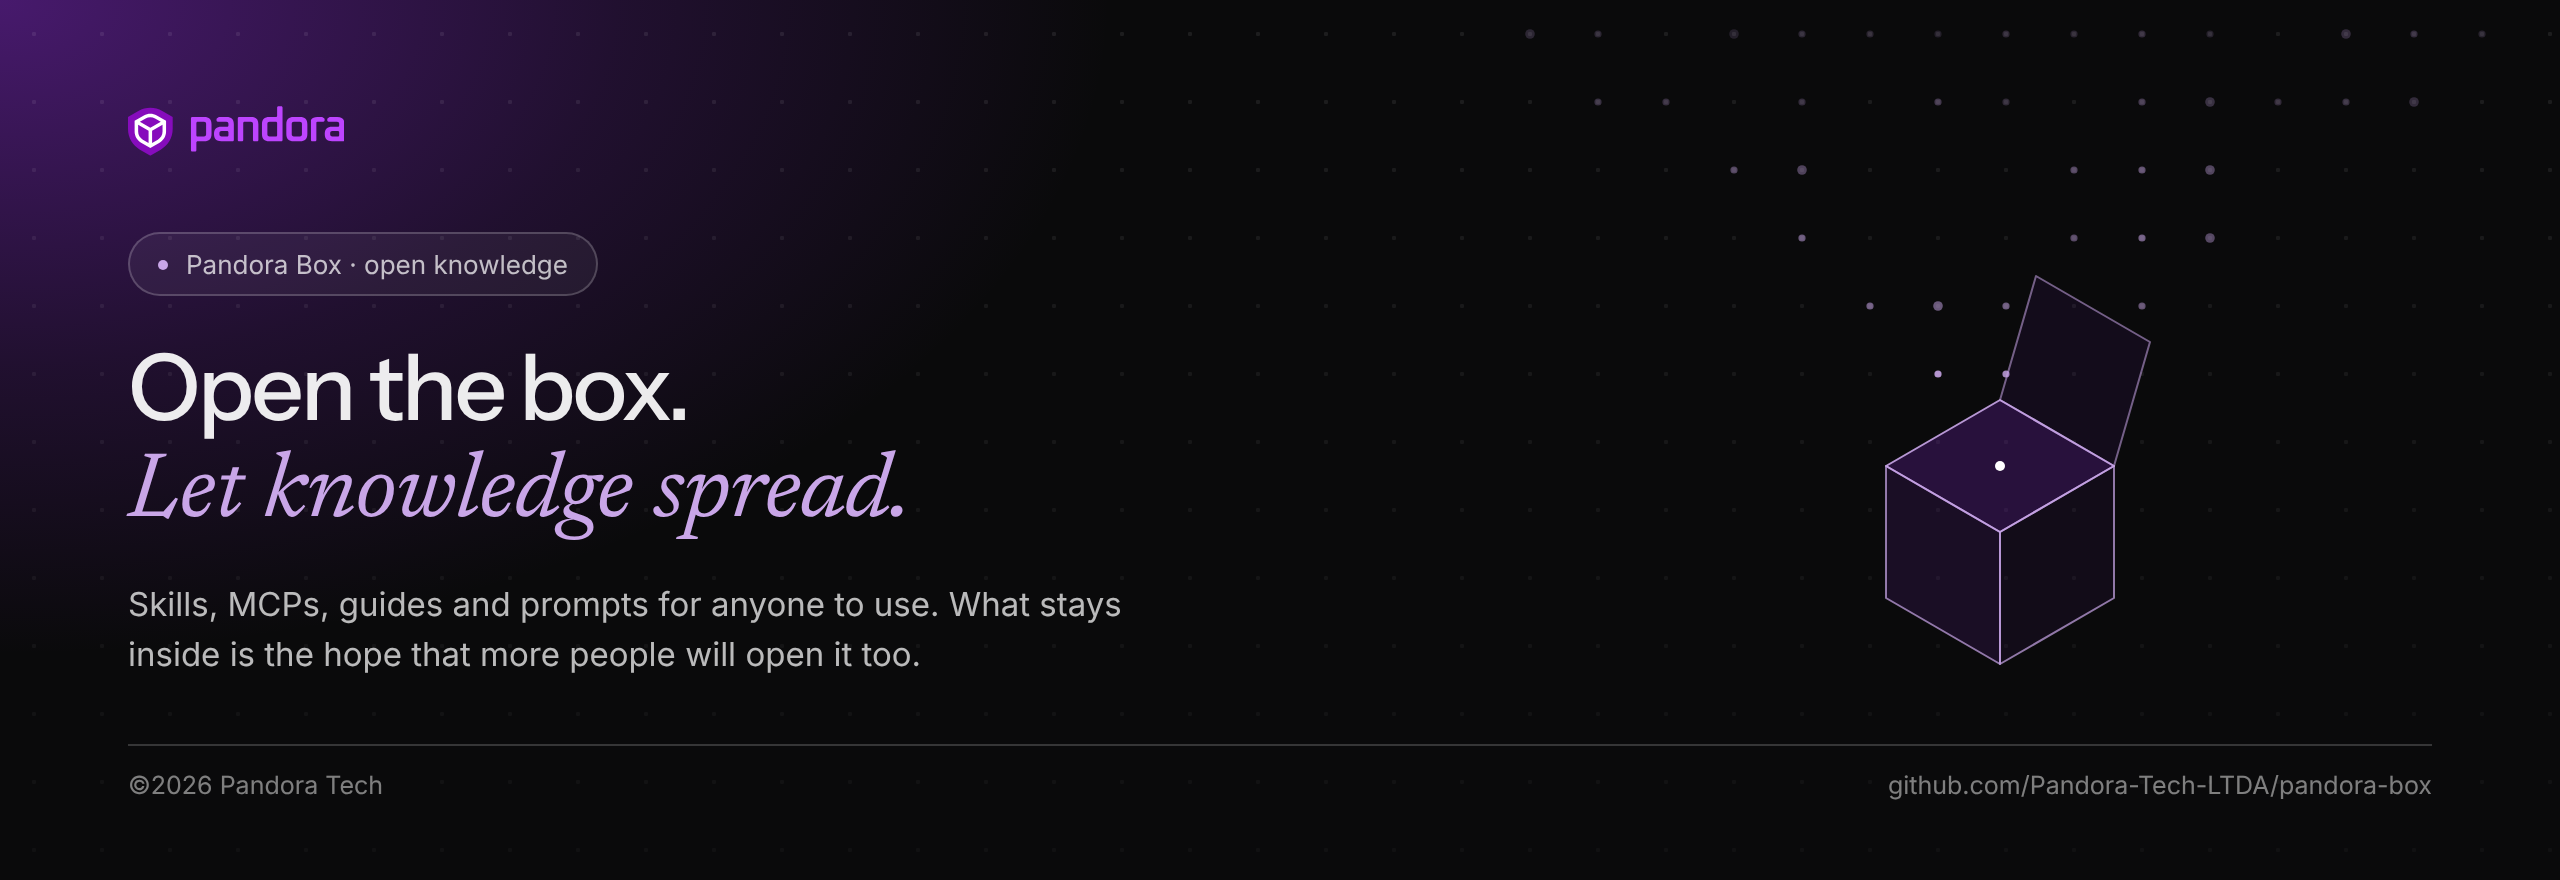 pandora
Pandora Box · open knowledge
Open the box.
Let knowledge spread.
Skills, MCPs, guides and prompts for anyone to use. What stays
inside is the hope that more people will open it too.
©2026 Pandora Tech
github.com/Pandora-Tech-LTDA/pandora-box